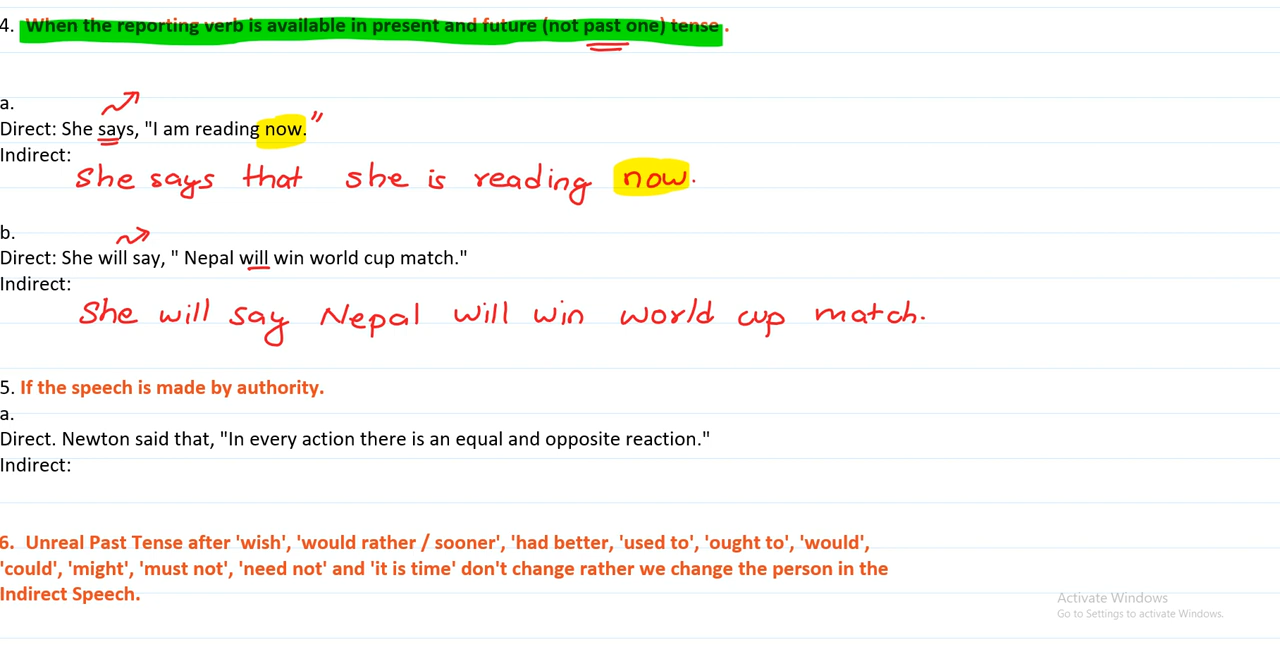 4. When the reporting verb is available in present and future (not past one) tense.
a.
Direct: She says, "I am reading now."
Indirect:
She says that she is reading now.
b.
Direct: She will say, " Nepal will win world cup match."
Indirect:
She will say Nepal will win world cup match.
5. If the speech is made by authority.
a.
Direct. Newton said that, "In every action there is an equal and opposite reaction."
Indirect:
6. Unreal Past Tense after 'wish', 'would rather / sooner', 'had better, 'used to', 'ought to', 'would',
'could', 'might', 'must not', 'need not' and 'it is time' don't change rather we change the person in the
Indirect Speech.
Activate Windows
Go to Settings to activate Windows.